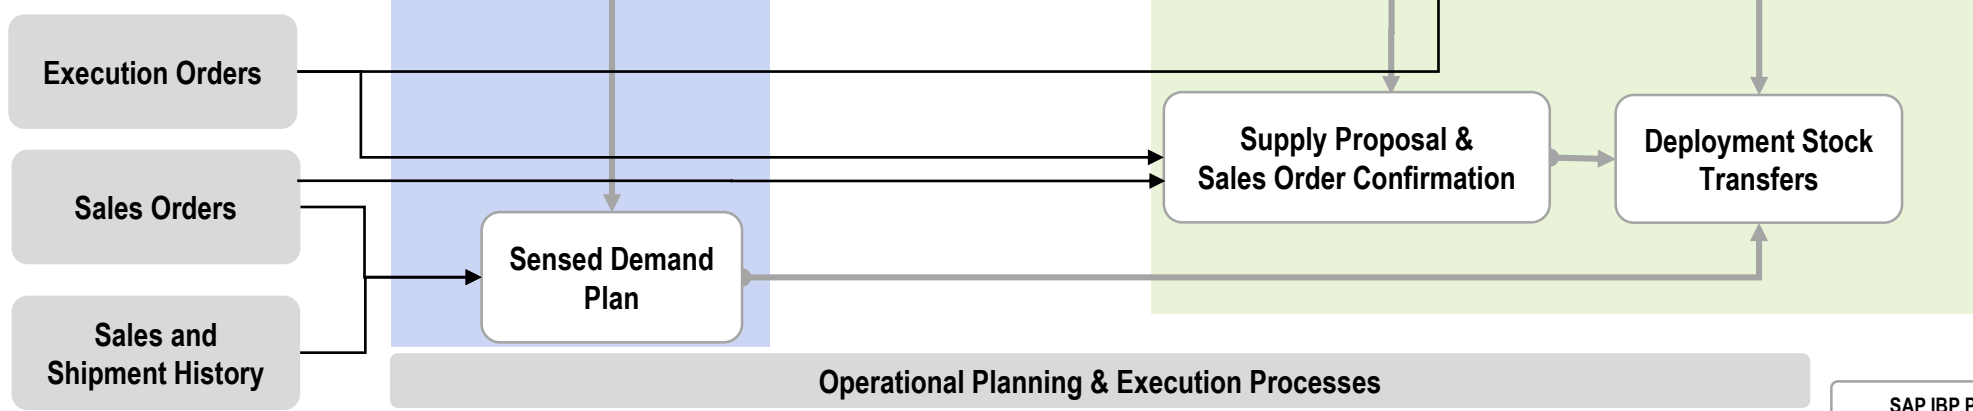 Execution Orders
Sales Orders
Sales and
Shipment History
Sensed Demand
Plan
Supply Proposal &
Sales Order Confirmation
Deployment Stock
Transfers
Operational Planning & Execution Processes
SAP IBP